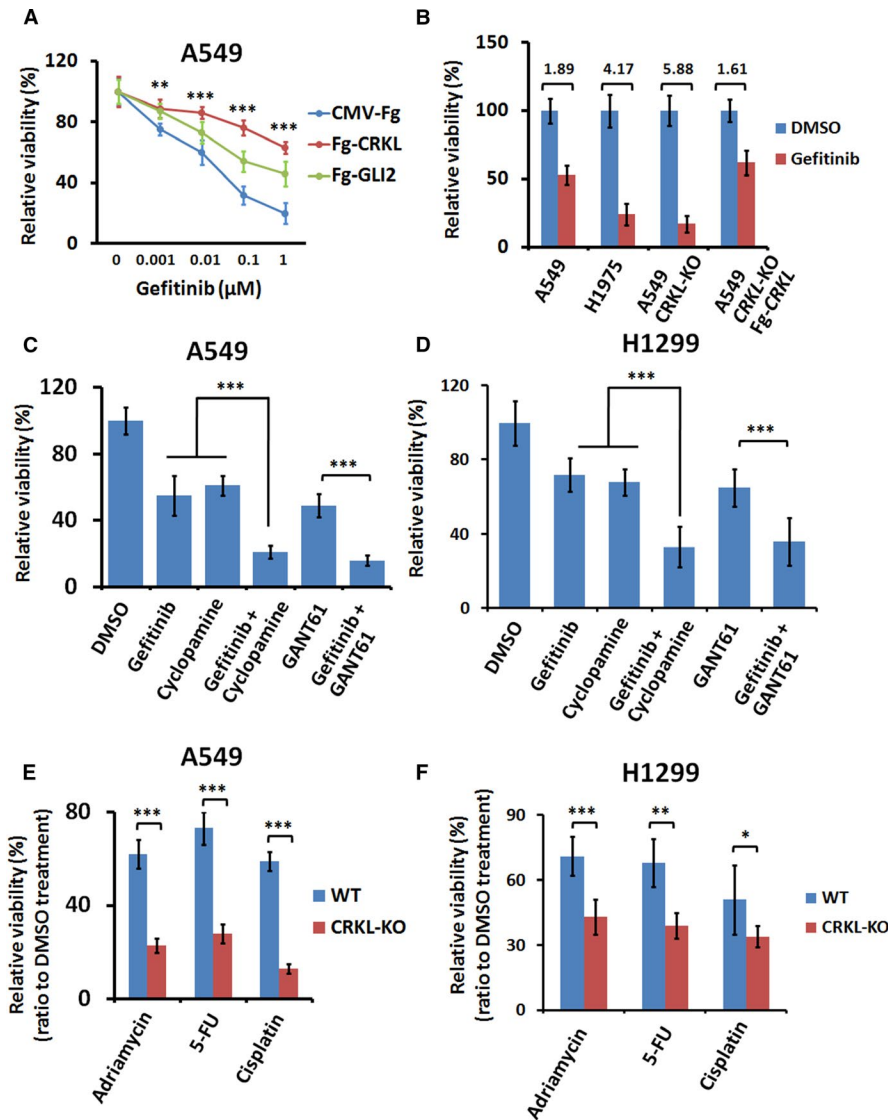 A
A549
Relative viability (%)
120
80
40
0
**
***
***
***
CMV-Fg
Fg-CRKL
Fg-GLI2
0 0.001 0.01 0.1 1
Gefitinib (μM)
B
Relative viability (%)
150
100
50
0
1.89 4.17 5.88 1.61
DMSO
Gefitinib
A549
H1975
A549
CRKL-KO
A549
CRKL-KO
Fg-CRKL
C
A549
Relative viability (%)
120
80
40
0
***
***
DMSO
Gefitinib
Cyclopamine
Gefitinib+
Cyclopamine
GANT61
Gefitinib+
GANT61
D
H1299
Relative viability (%)
120
80
40
0
***
***
DMSO
Gefitinib
Cyclopamine
Gefitinib+
Cyclopamine
GANT61
Gefitinib+
GANT61
E
A549
Relative viability (%)
(ratio to DMSO treatment)
80
40
0
***
***
***
WT
CRKL-KO
Adriamycin
5-FU
Cisplatin
F
H1299
Relative viability (%)
(ratio to DMSO treatment)
90
60
30
0
***
**
*
WT
CRKL-KO
Adriamycin
5-FU
Cisplatin